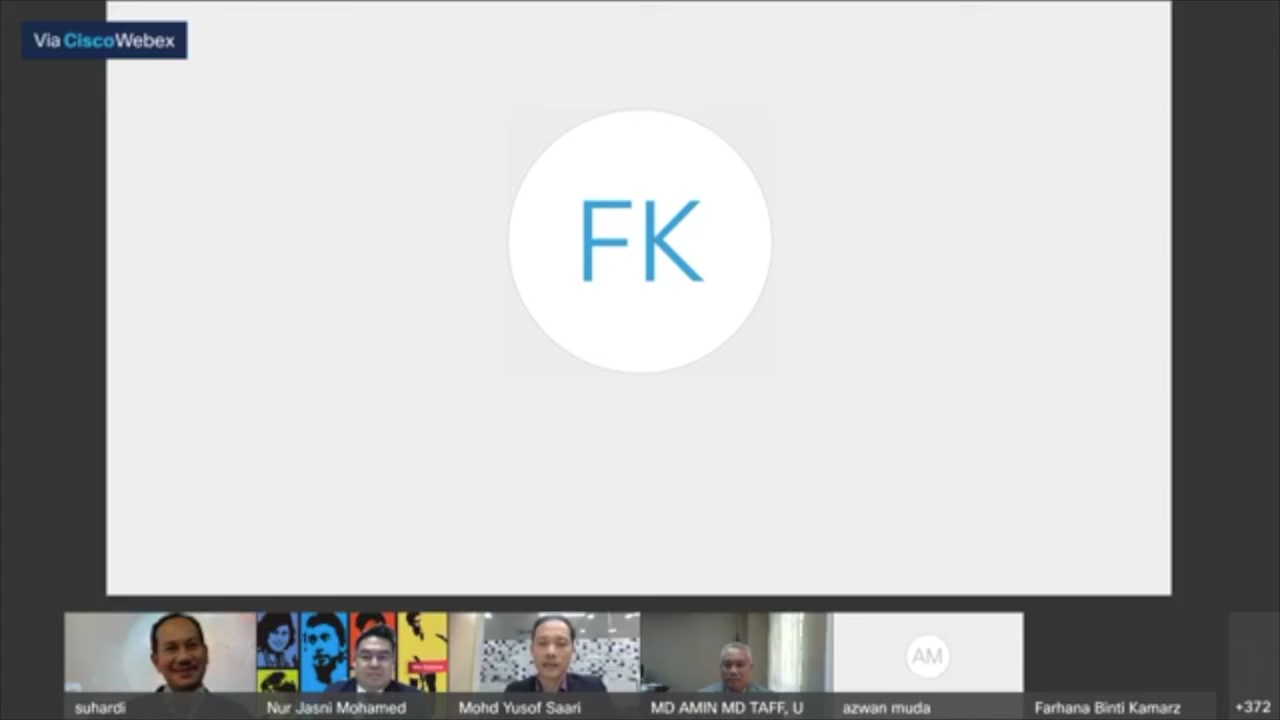 Via CiscoWebex
FK
AM
suhardi
Nur Jasni Mohamed
Mohd Yusof Saari
MD AMIN MD TAFF, U
azwan muda
Farhana Binti Kamarz
+372